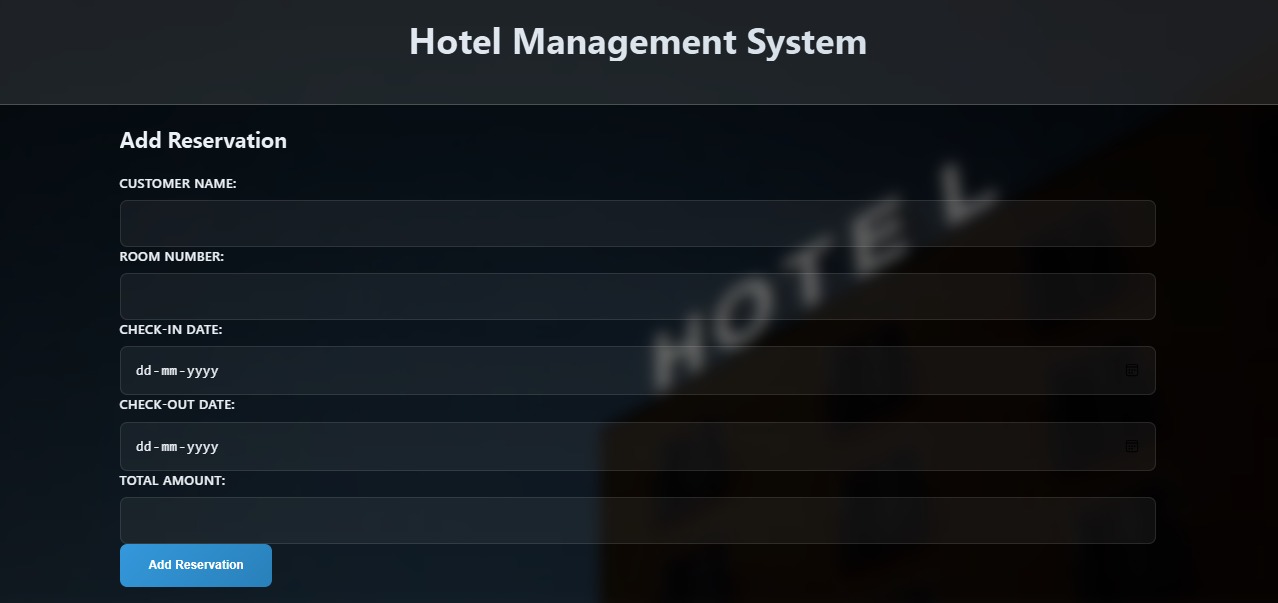 Hotel Management System
Add Reservation
CUSTOMER NAME:
ROOM NUMBER:
CHECK-IN DATE:
dd-mm-yyyy
CHECK-OUT DATE:
dd-mm-yyyy
TOTAL AMOUNT:
Add Reservation
HOTEL